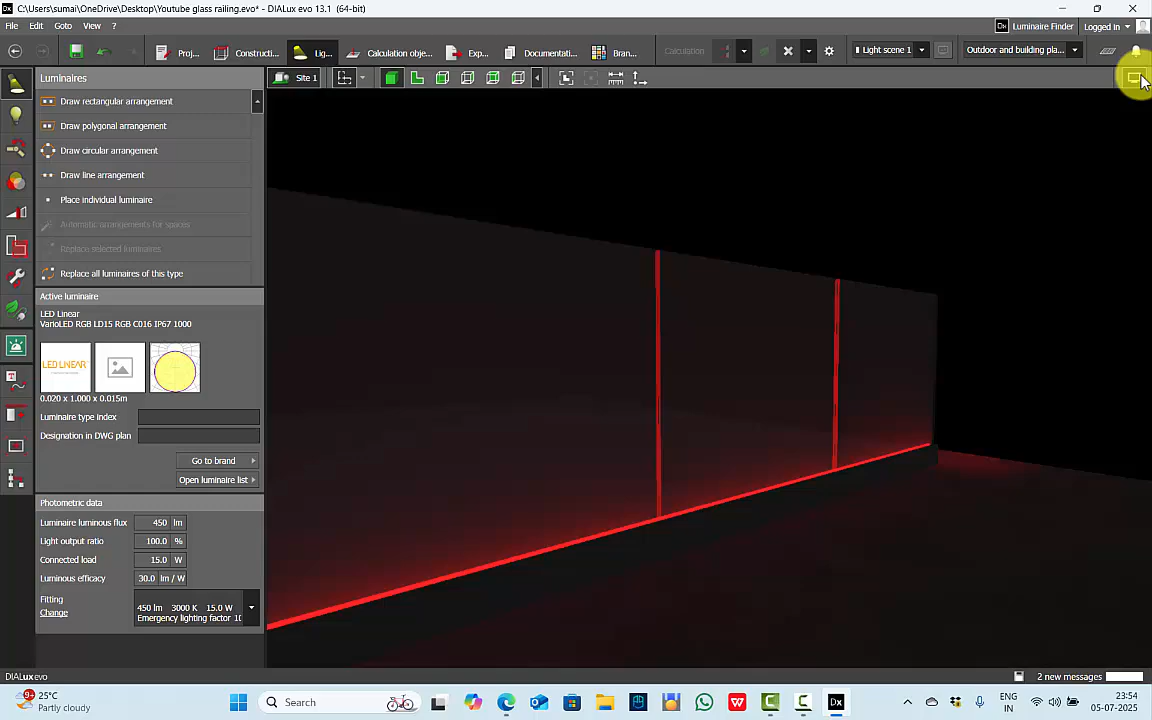 C:\Users\sumai\OneDrive\Desktop\Youtube glass railing.evo* - DIALux evo 13.1 (64-bit)
File Edit Goto View ?
Luminaire Finder Logged in
Proj... Constructi... Lig... Calculation obje... Exp... Documentati... Bran... Calculation Light scene 1 Outdoor and building pla...
Luminaires
Site 1
Draw rectangular arrangement
Draw polygonal arrangement
Draw circular arrangement
Draw line arrangement
Place individual luminaire
Automatic arrangements for spaces
Replace selected luminaires
Replace all luminaires of this type
Active luminaire
LED Linear
VarioLED RGB LD15 RGB C016 IP67 1000
LED LINEAR
0.020 x 1.000 x 0.015m
Luminaire type index
Designation in DWG plan
Go to brand
Open luminaire list
Photometric data
Luminaire luminous flux 450 lm
Light output ratio 100.0 %
Connected load 15.0 W
Luminous efficacy 30.0 lm / W
Fitting
Change
450 lm 3000 K 15.0 W
Emergency lighting factor 10
DIALux evo
2 new messages
9+
25°C
Partly cloudy
Search
ENG
IN
23:54
05-07-2025